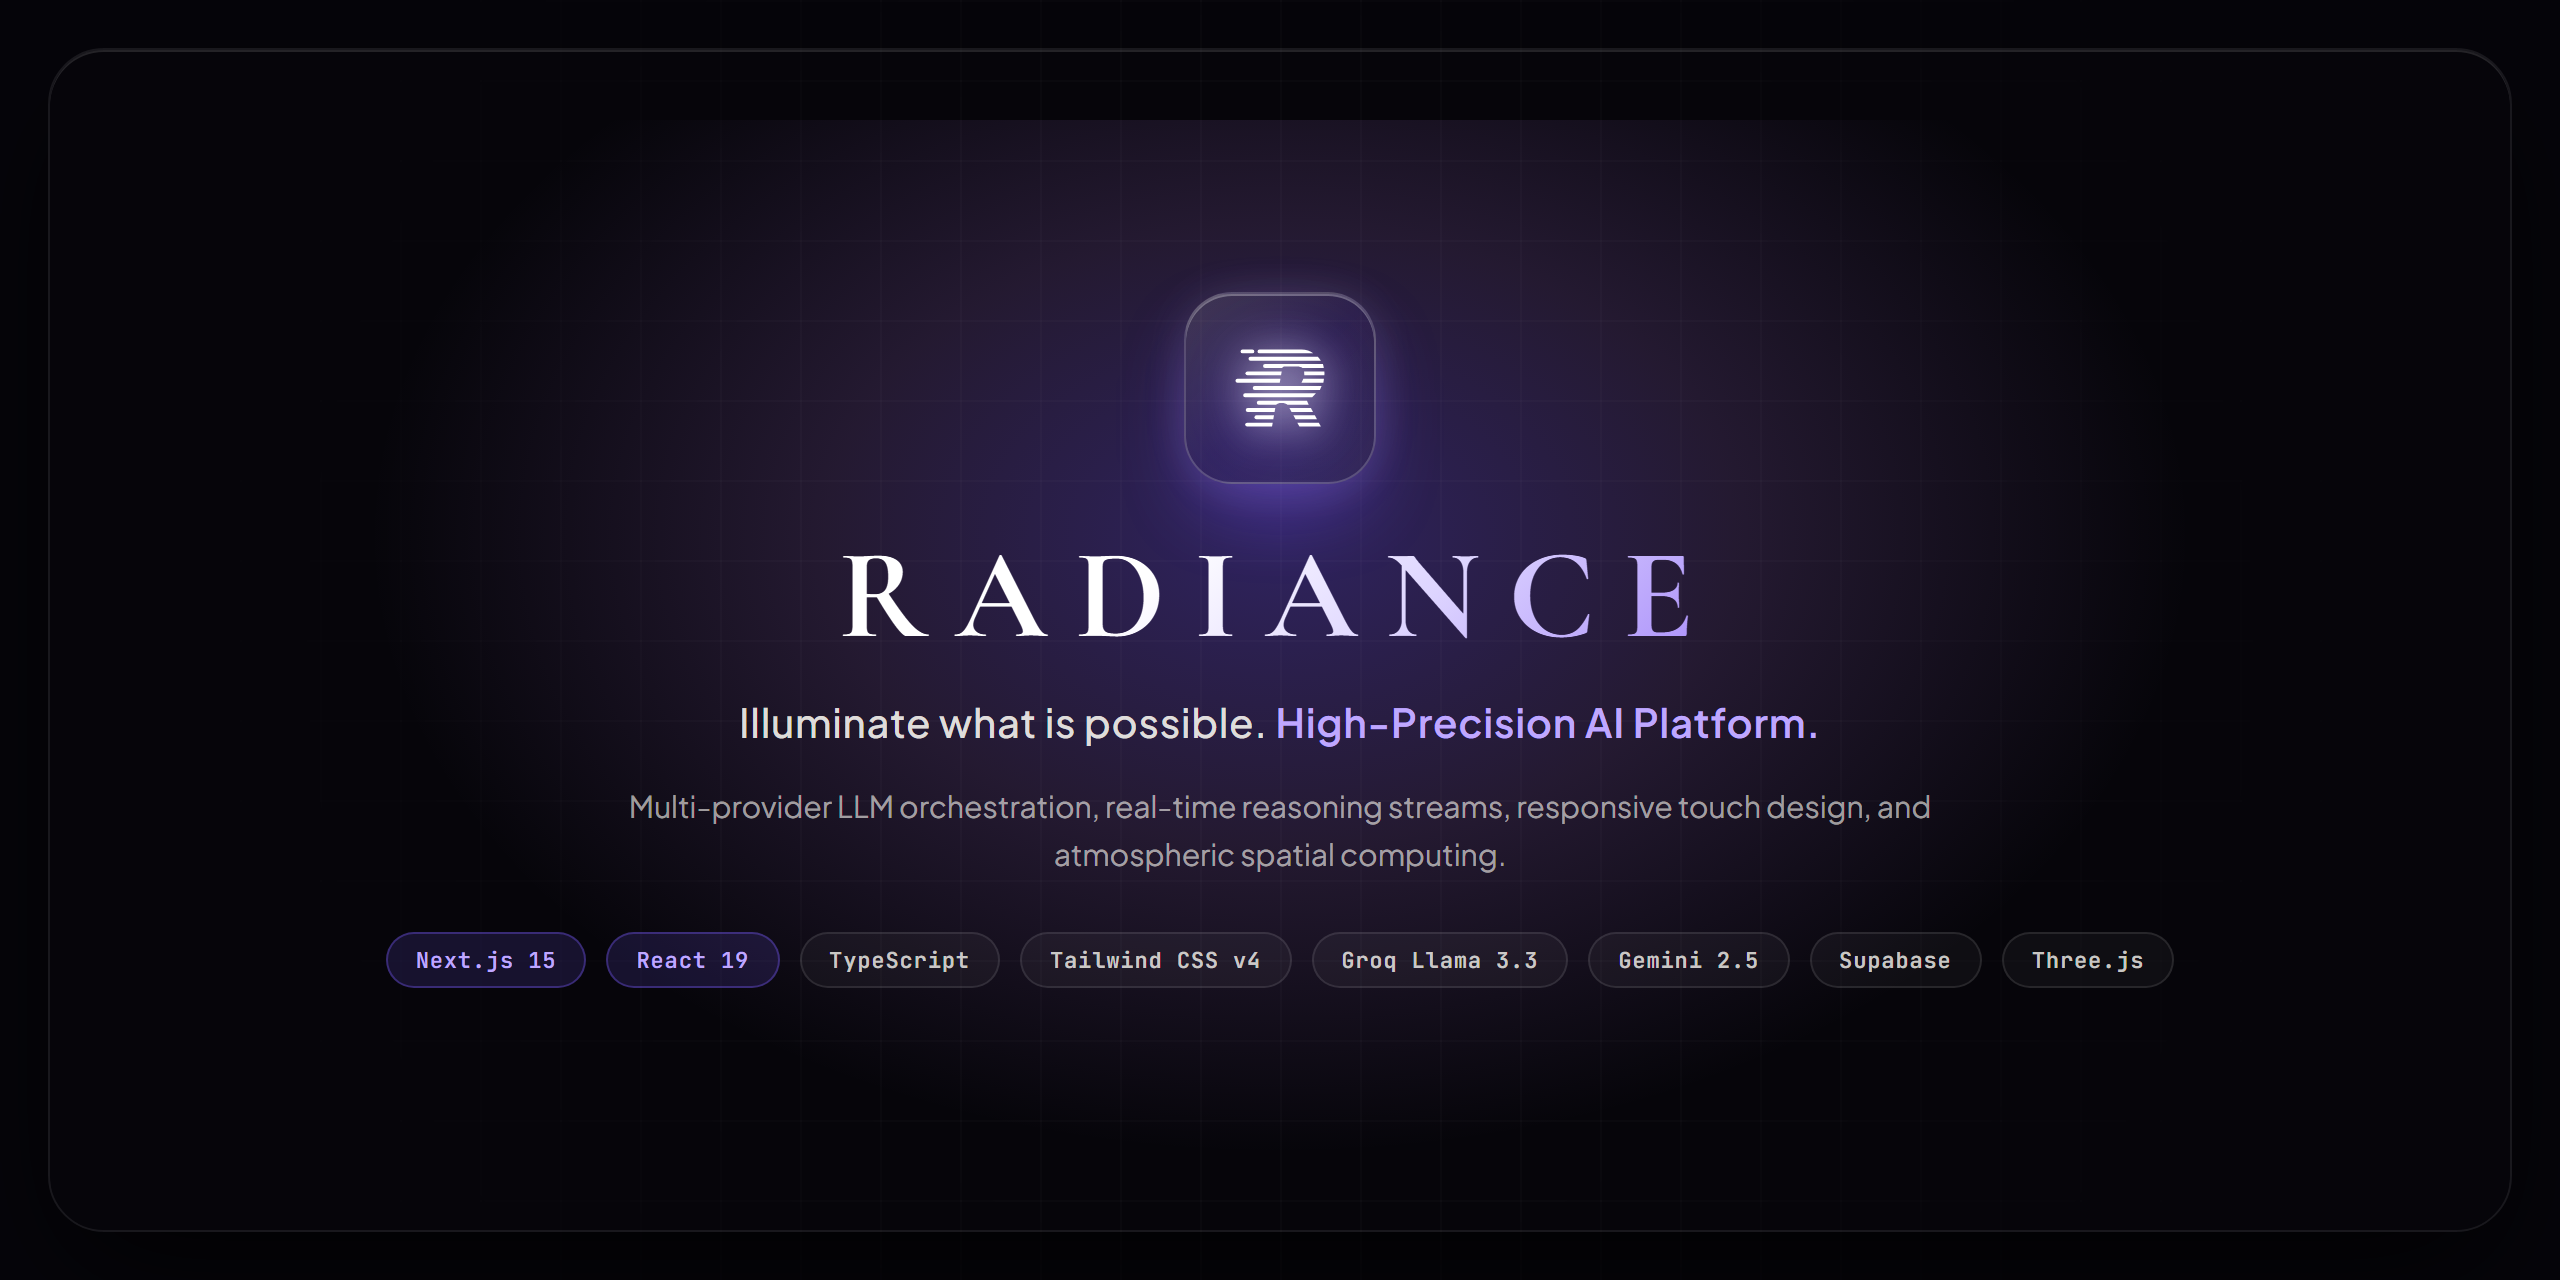 R
RADIANCE
Illuminate what is possible. High-Precision AI Platform.
Multi-provider LLM orchestration, real-time reasoning streams, responsive touch design, and
atmospheric spatial computing.
Next.js 15 React 19 TypeScript Tailwind CSS v4 Groq Llama 3.3 Gemini 2.5 Supabase Three.js